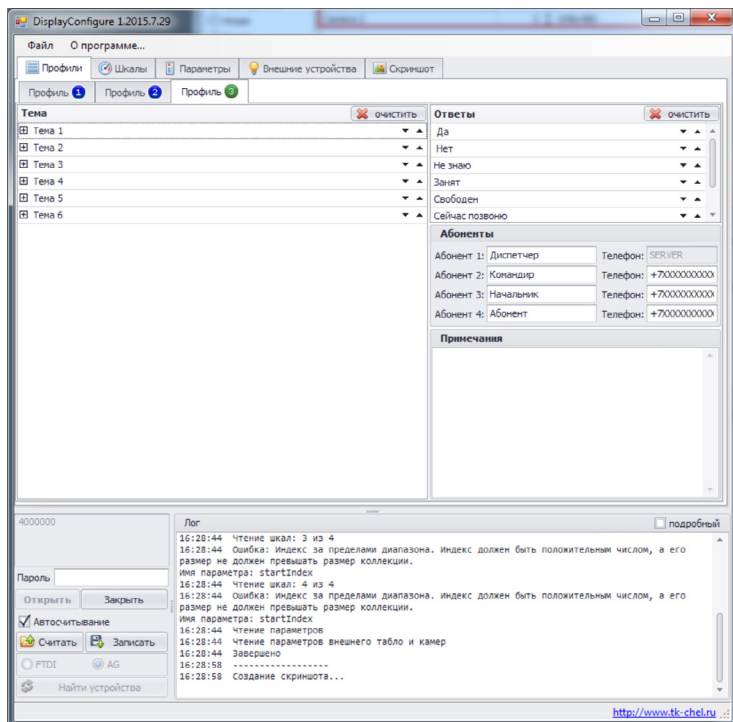 DisplayConfigure 1.2015.7.29
Файл О программе...
Профили Шкалы Параметры Внешние устройства Скриншот
Профиль 1 Профиль 2 Профиль 3
Тема очистить
Тема 1
Тема 2
Тема 3
Тема 4
Тема 5
Тема 6
Ответы очистить
Да
Нет
Не знаю
Занят
Свободен
Сейчас позвоню
Абоненты
Абонент 1: Диспетчер Телефон: SERVER
Абонент 2: Командир Телефон: +7XXXXXXXXXX
Абонент 3: Начальник Телефон: +7XXXXXXXXXX
Абонент 4: Абонент Телефон: +7XXXXXXXXXX
Примечания
4000000
Пароль
Открыть Закрыть
Автосчитывание
Считать Записать
FTDI AG
Найти устройства
Лог подробный
16:28:44 Чтение шкал: 3 из 4
16:28:44 Ошибка: Индекс за пределами диапазона. Индекс должен быть положительным числом, а его
размер не должен превышать размер коллекции.
Имя параметра: startIndex
16:28:44 Чтение шкал: 4 из 4
16:28:44 Ошибка: Индекс за пределами диапазона. Индекс должен быть положительным числом, а его
размер не должен превышать размер коллекции.
Имя параметра: startIndex
16:28:44 Чтение параметров
16:28:44 Чтение параметров внешнего табло и камер
16:28:44 Завершено
16:28:58 ------------------
16:28:58 Создание скриншота...
http://www.tk-chel.ru